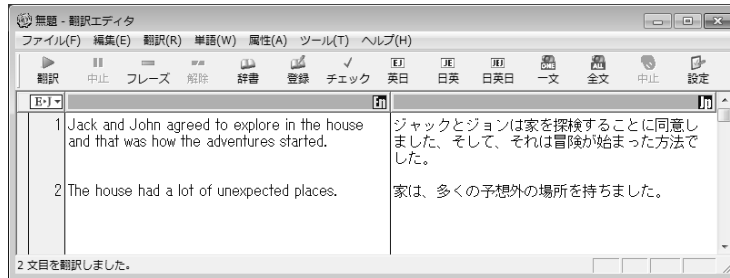 無題 - 翻訳エディタ
ファイル(F) 編集(E) 翻訳(R) 単語(W) 属性(A) ツール(T) ヘルプ(H)
EJ JE JEJ ONE ALL
翻訳 中止 フレーズ 解除 辞書 登録 チェック 英日 日英 日英日 一文 全文 中止 設定
E·J En Jn
1 Jack and John agreed to explore in the house ジャックとジョンは家を探検することに同意し
and that was how the adventures started. ました、そして、それは冒険が始まった方法で
した。
2 The house had a lot of unexpected places. 家は、多くの予想外の場所を持ちました。
2 文目を翻訳しました。